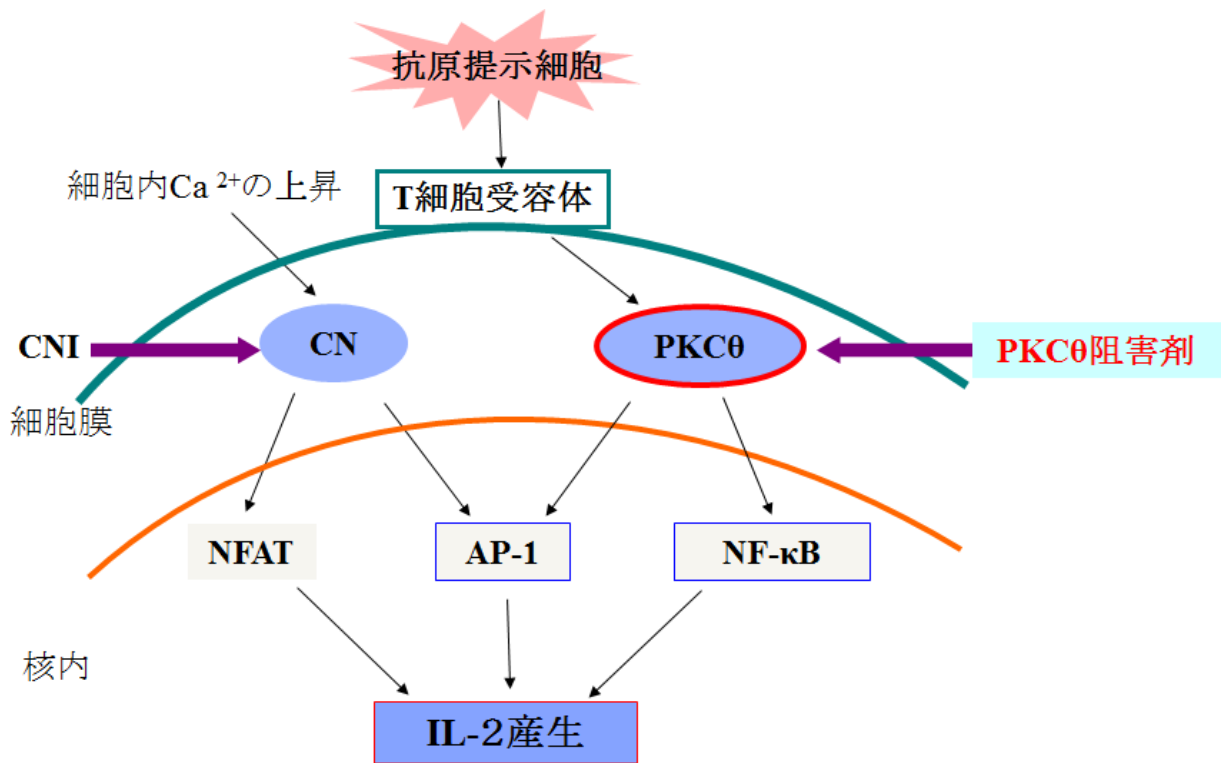 抗原提示細胞
細胞内Ca 2+の上昇
T細胞受容体
CNI
CN
PKCθ
PKCθ阻害剤
細胞膜
NFAT
AP-1
NF-κB
核内
IL-2産生